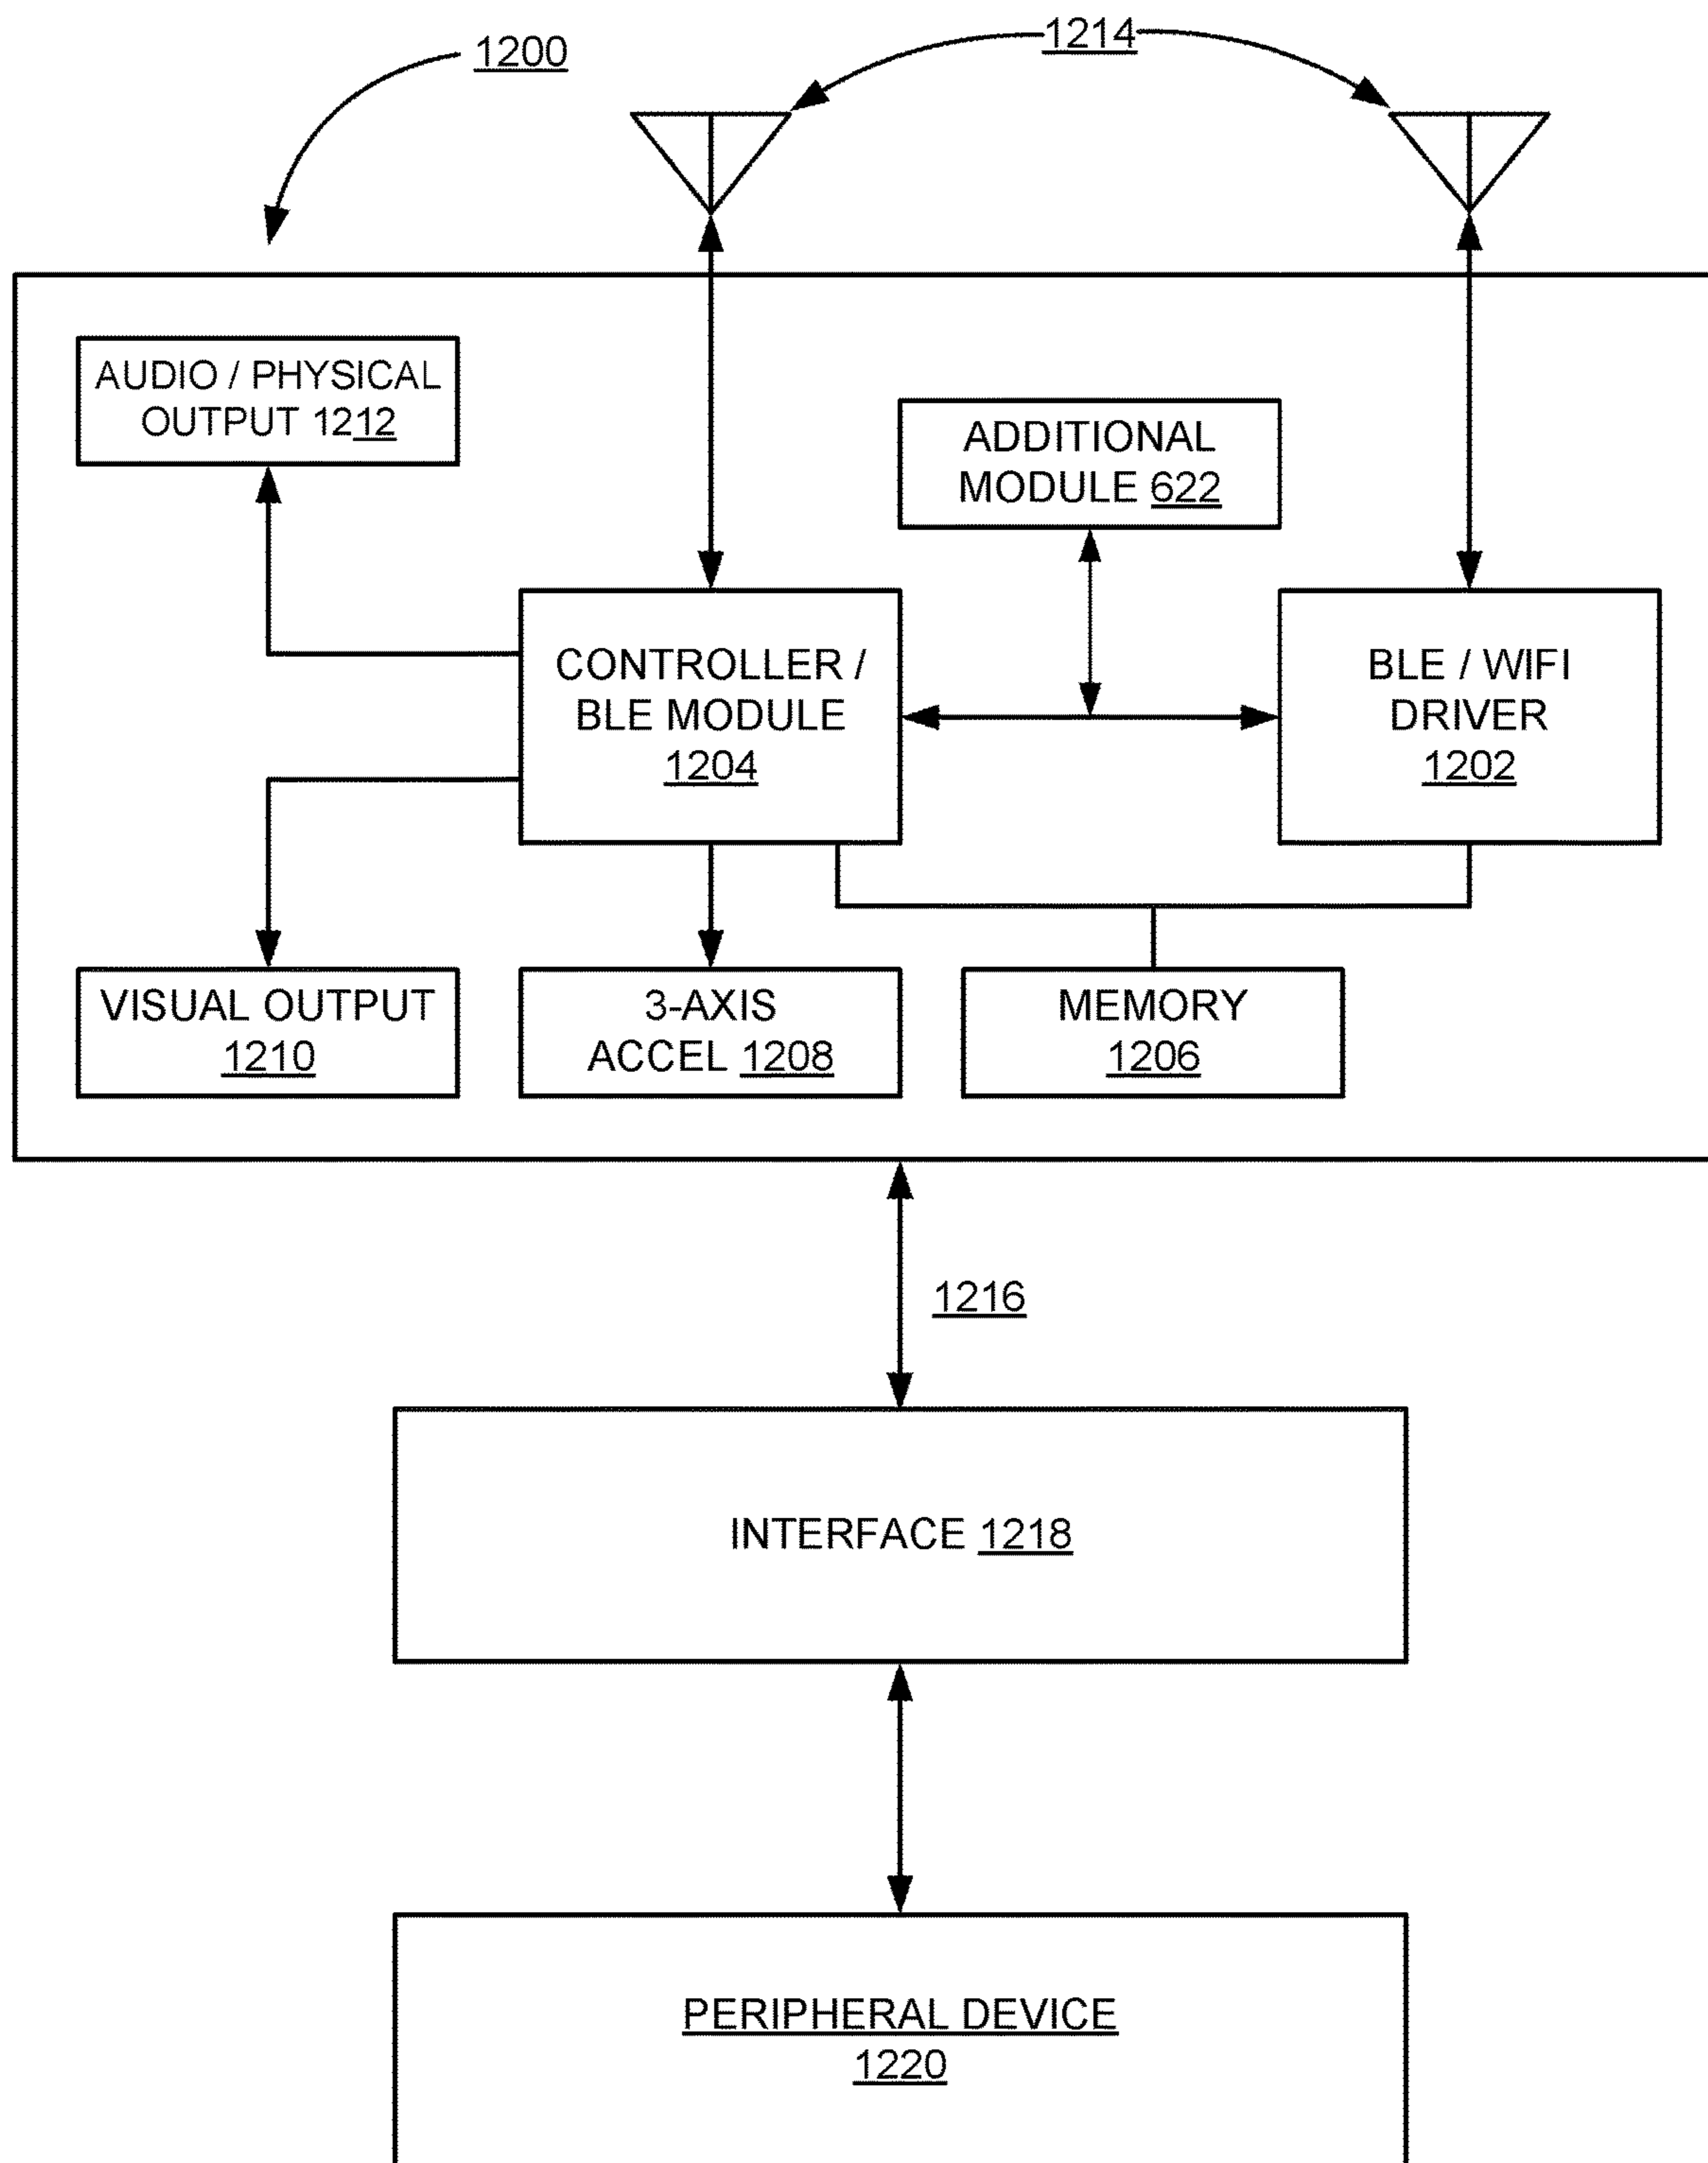 1200
1214
AUDIO / PHYSICAL
OUTPUT 1212
ADDITIONAL
MODULE 622
CONTROLLER /
BLE MODULE
1204
BLE / WIFI
DRIVER
1202
VISUAL OUTPUT
1210
3-AXIS
ACCEL 1208
MEMORY
1206
1216
INTERFACE 1218
PERIPHERAL DEVICE
1220